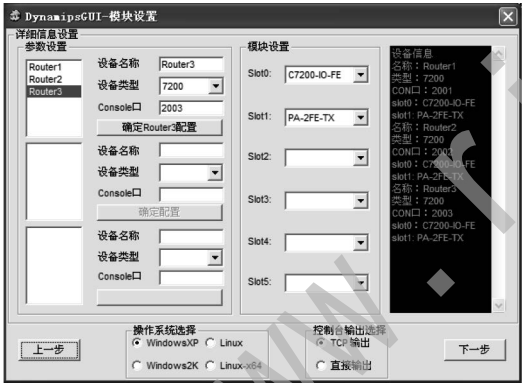 DynamipsGUI-模块设置
详细信息设置
参数设置
Router1
Router2
Router3
设备名称 Router3
设备类型 7200
Console口 2003
确定Router3配置
设备名称
设备类型
Console口
确定配置
设备名称
设备类型
Console口
模块设置
Slot0: C7200-IO-FE
Slot1: PA-2FE-TX
Slot2:
Slot3:
Slot4:
Slot5:
设备信息
名称：Router1
类型：7200
CON口：2001
slot0：C7200-IO-FE
slot1: PA-2FE-TX
名称：Router2
类型：7200
CON口：2002
slot0：C7200-IO-FE
slot1: PA-2FE-TX
名称：Router3
类型：7200
CON口：2003
slot0：C7200-IO-FE
slot1: PA-2FE-TX
上一步
操作系统选择
WindowsXP Linux
Windows2K Linux-x64
控制台输出选择
TCP输出
直接输出
下一步